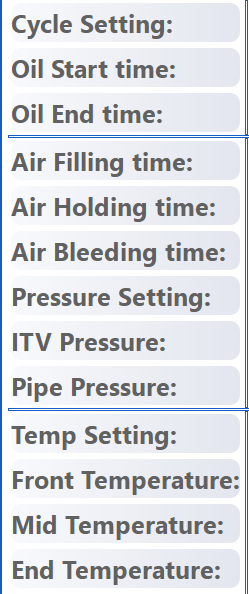 Cycle Setting:
Oil Start time:
Oil End time:
Air Filling time:
Air Holding time:
Air Bleeding time:
Pressure Setting:
ITV Pressure:
Pipe Pressure:
Temp Setting:
Front Temperature:
Mid Temperature:
End Temperature: